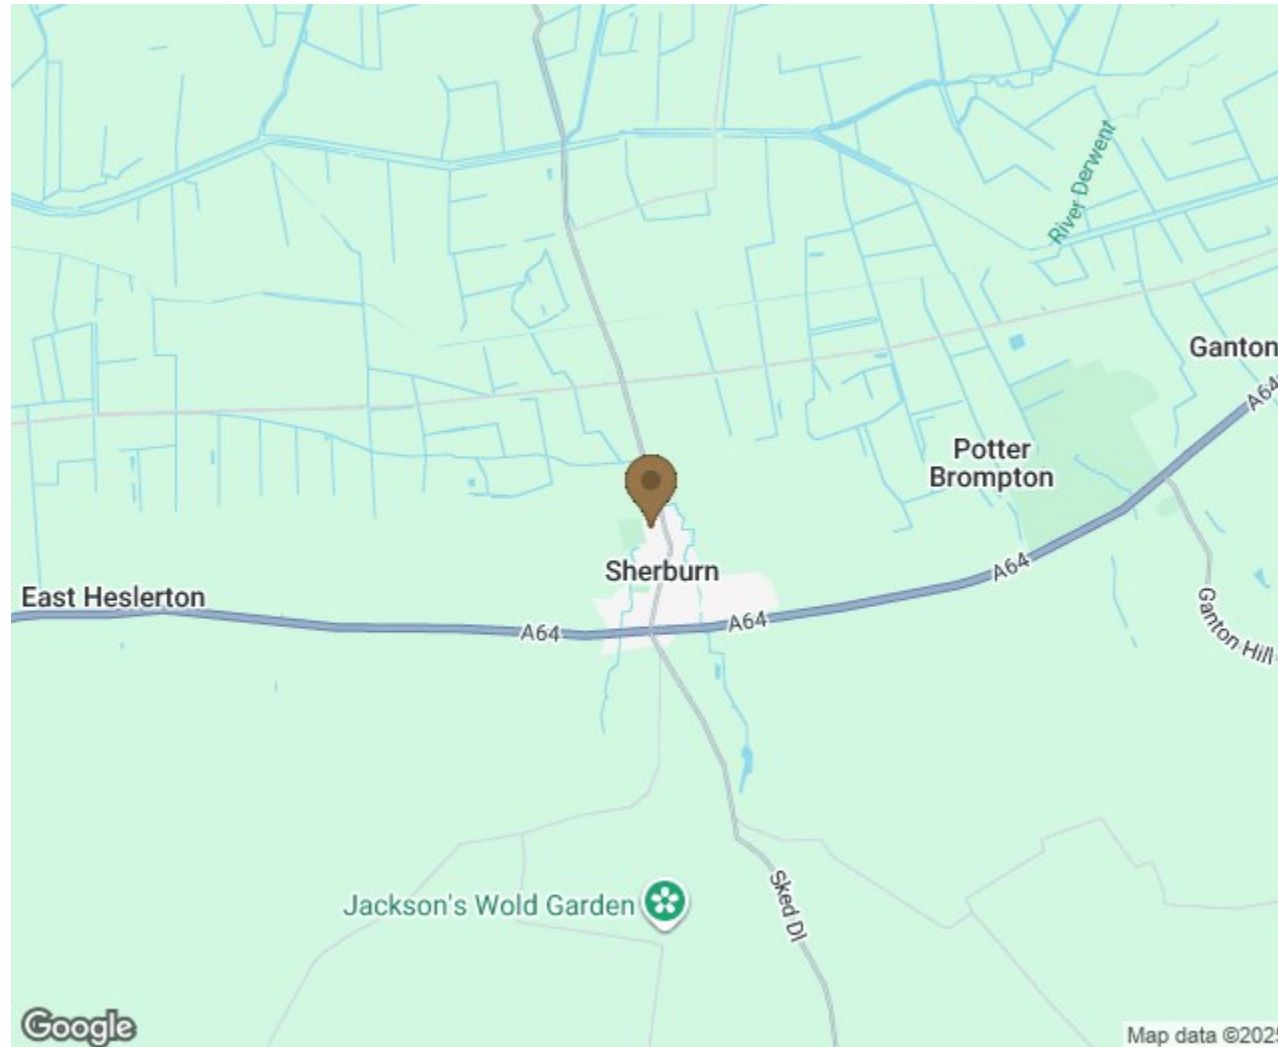 River Derwent
Ganton
A64
Potter
Brompton
A64
Sherburn
East Heslerton
A64
A64
Ganton Hill
Jackson's Wold Garden
Sked Dl
Google
Map data ©2025